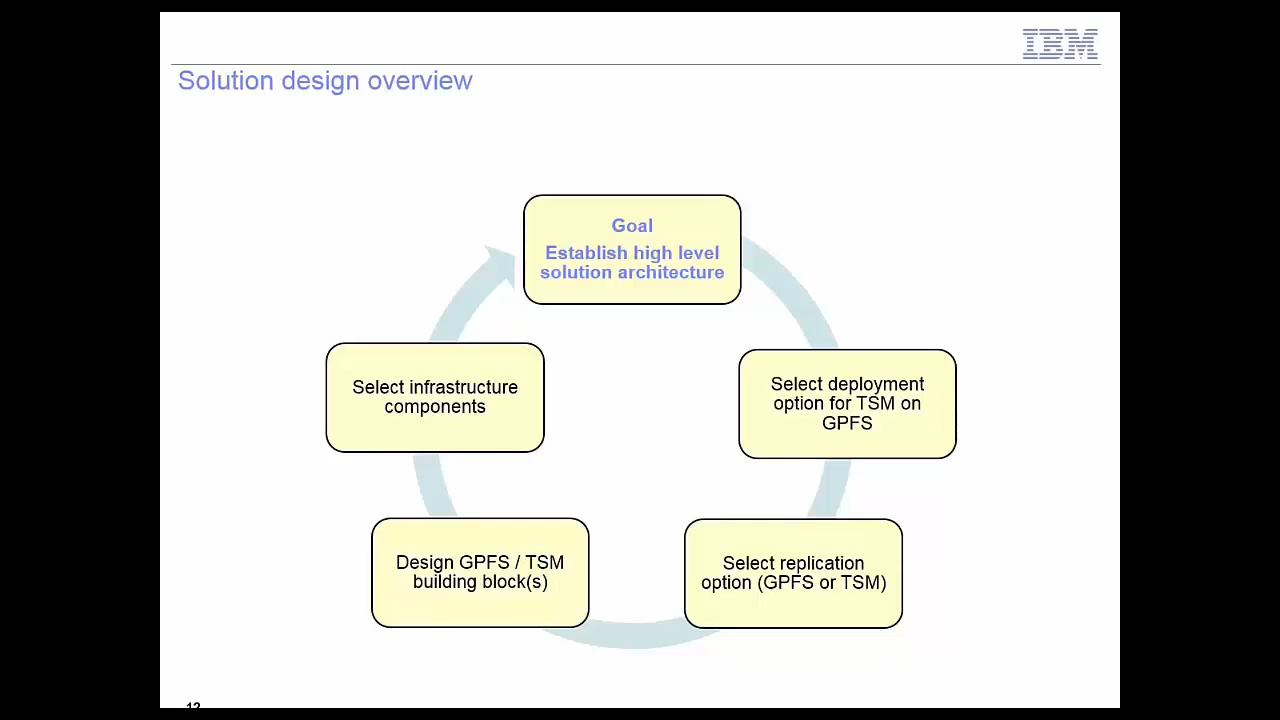 IBM
Solution design overview
Goal
Establish high level
solution architecture
Select deployment
option for TSM on
GPFS
Select replication
option (GPFS or TSM)
Design GPFS / TSM
building block(s)
Select infrastructure
components
12